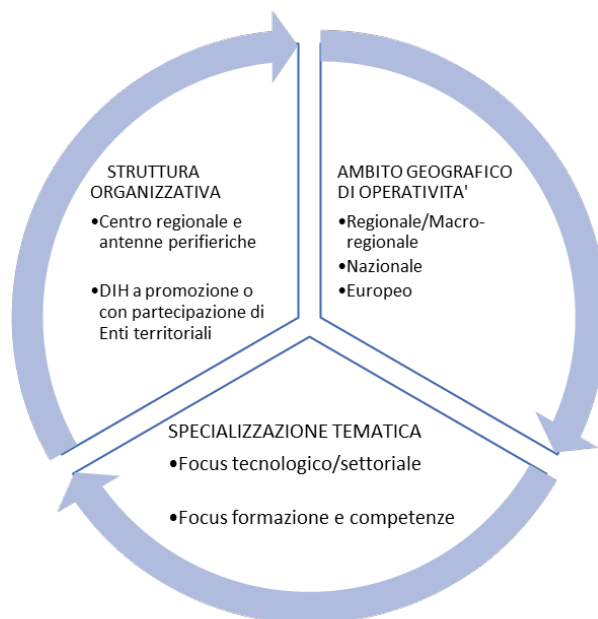 STRUTTURA
ORGANIZZATIVA
•Centro regionale e
antenne perifieriche
•DIH a promozione o
con partecipazione di
Enti territoriali
AMBITO GEOGRAFICO
DI OPERATIVITA'
•Regionale/Macro-
regionale
•Nazionale
•Europeo
SPECIALIZZAZIONE TEMATICA
•Focus tecnologico/settoriale
•Focus formazione e competenze